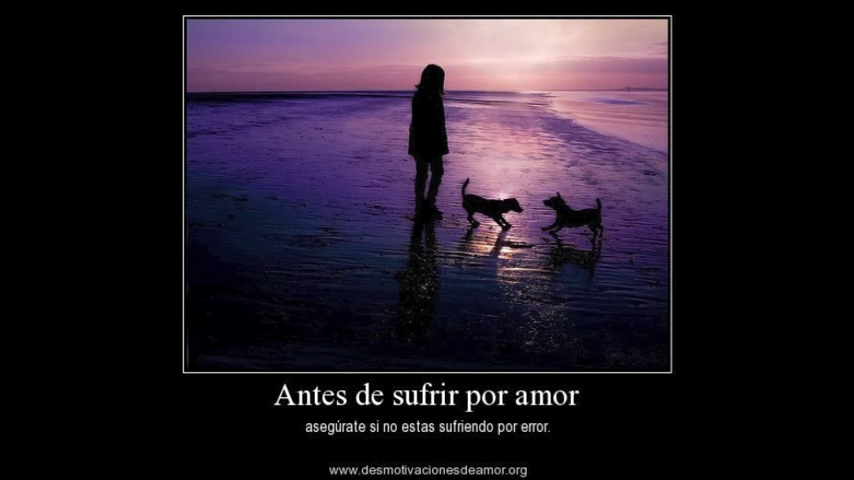 Antes de sufrir por amor
asegúrate si no estas sufriendo por error.
www.desmotivacionesdeamor.org